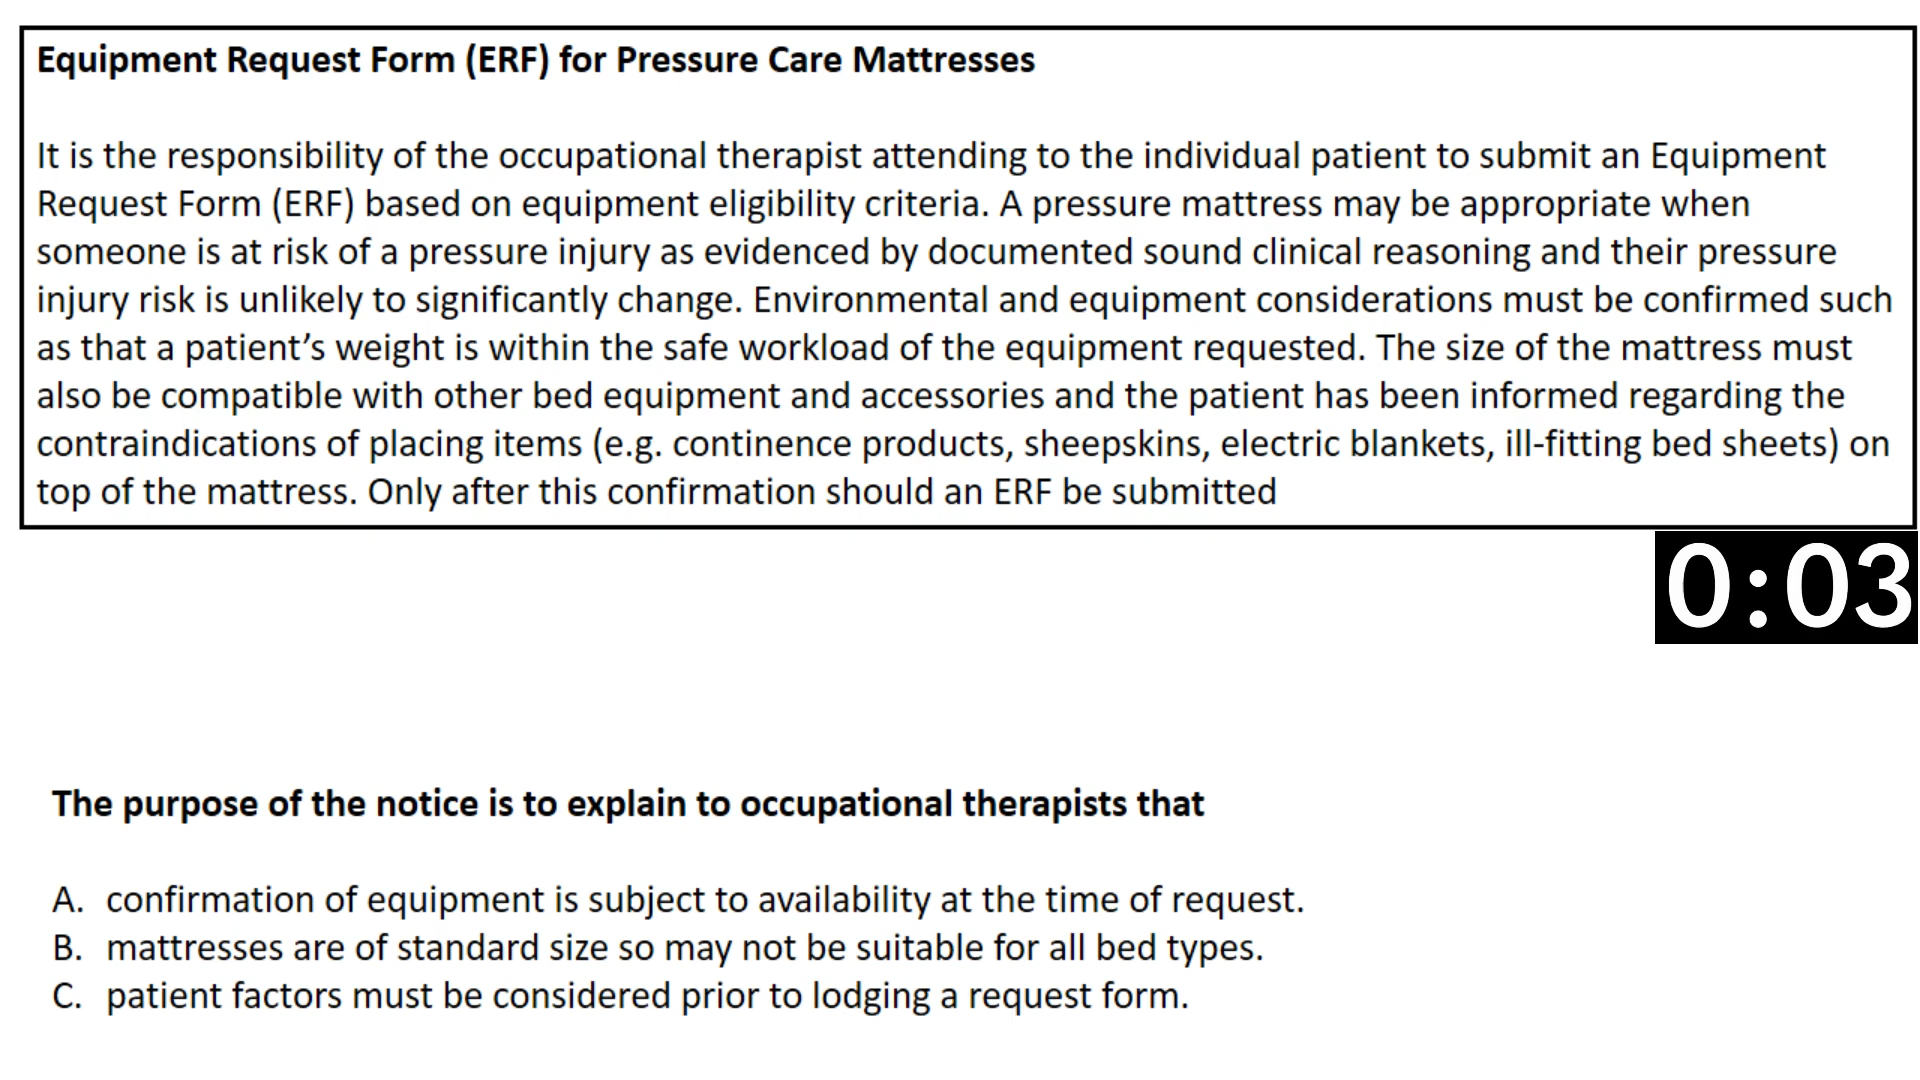 Equipment Request Form (ERF) for Pressure Care Mattresses
It is the responsibility of the occupational therapist attending to the individual patient to submit an Equipment
Request Form (ERF) based on equipment eligibility criteria. A pressure mattress may be appropriate when
someone is at risk of a pressure injury as evidenced by documented sound clinical reasoning and their pressure
injury risk is unlikely to significantly change. Environmental and equipment considerations must be confirmed such
as that a patient’s weight is within the safe workload of the equipment requested. The size of the mattress must
also be compatible with other bed equipment and accessories and the patient has been informed regarding the
contraindications of placing items (e.g. continence products, sheepskins, electric blankets, ill-fitting bed sheets) on
top of the mattress. Only after this confirmation should an ERF be submitted
0:03
The purpose of the notice is to explain to occupational therapists that
A. confirmation of equipment is subject to availability at the time of request.
B. mattresses are of standard size so may not be suitable for all bed types.
C. patient factors must be considered prior to lodging a request form.